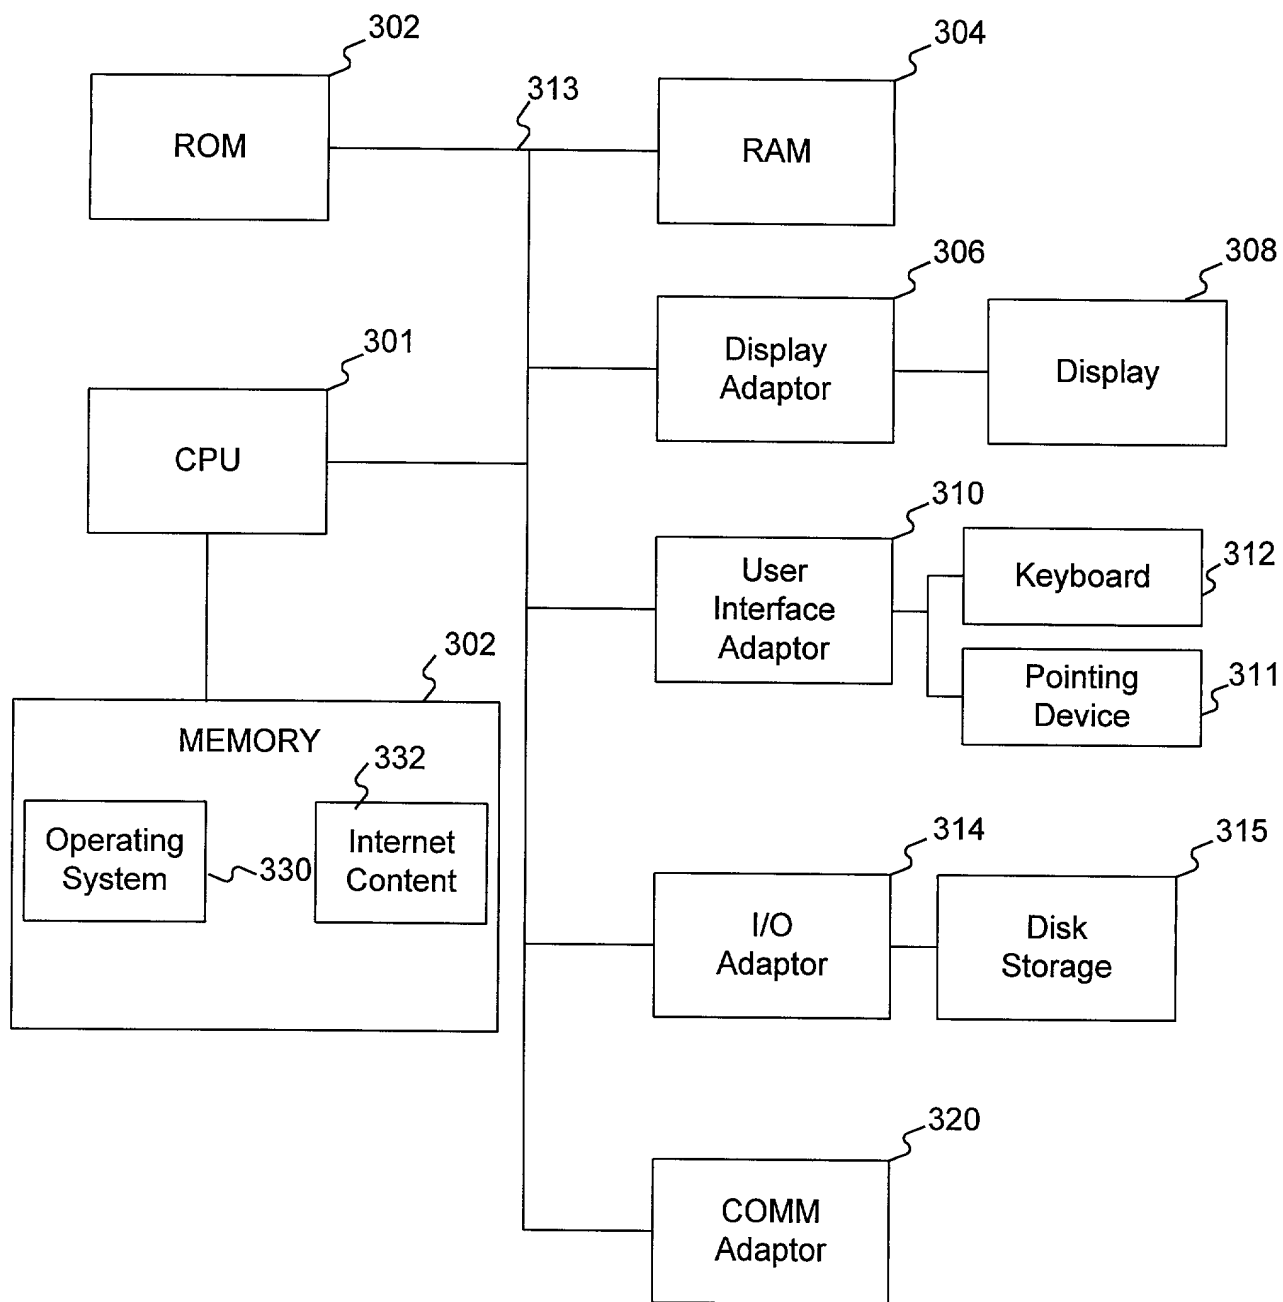 302
304
313
ROM
RAM
306
308
301
Display
Adaptor
Display
CPU
310
User
Interface
Adaptor
Keyboard
312
302
Pointing
Device
311
MEMORY
332
Operating
System
330
Internet
Content
314
315
I/O
Adaptor
Disk
Storage
320
COMM
Adaptor